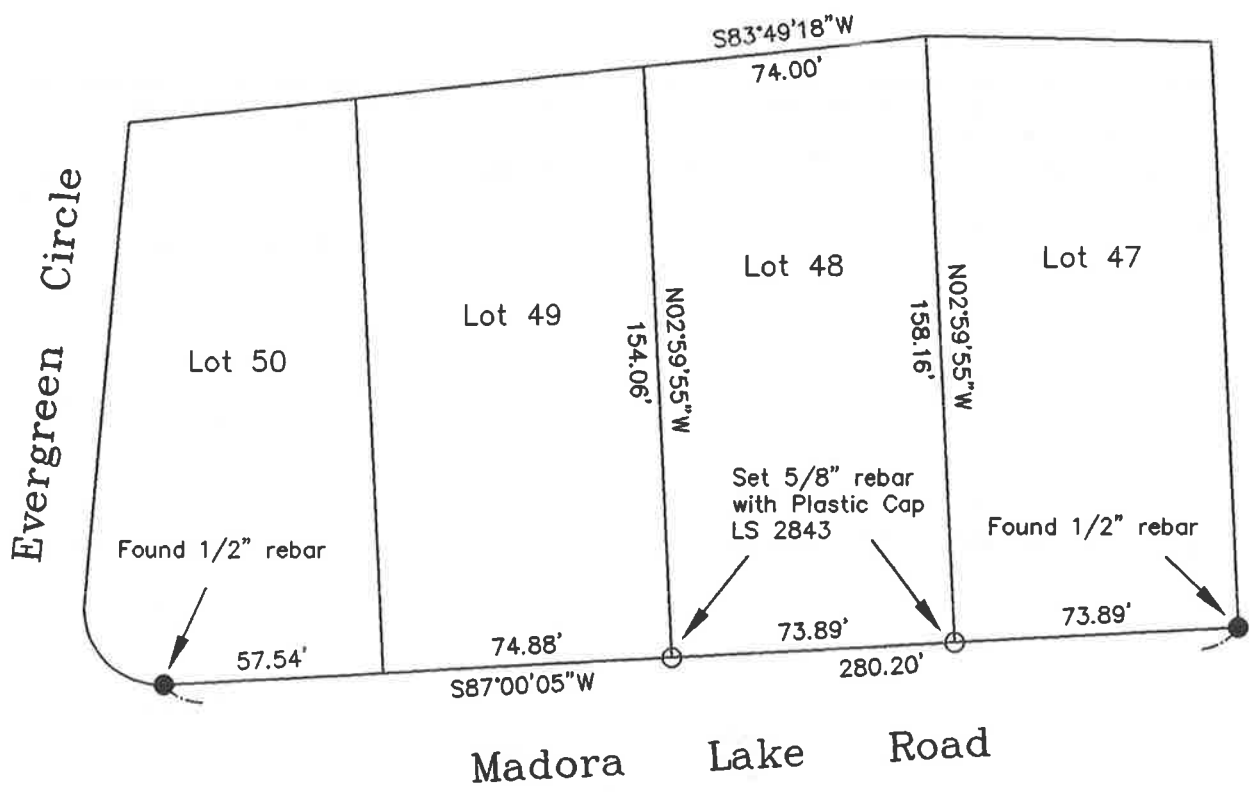 S83°49'18"W
74.00'
Evergreen Circle
Lot 50
Lot 49
Lot 48
Lot 47
154.06'
N02°59'55"W
158.16'
N02°59'55"W
Set 5/8" rebar
with Plastic Cap
LS 2843
Found 1/2" rebar
Found 1/2" rebar
57.54'
74.88'
73.89'
73.89'
S87°00'05"W
280.20'
Madora Lake Road